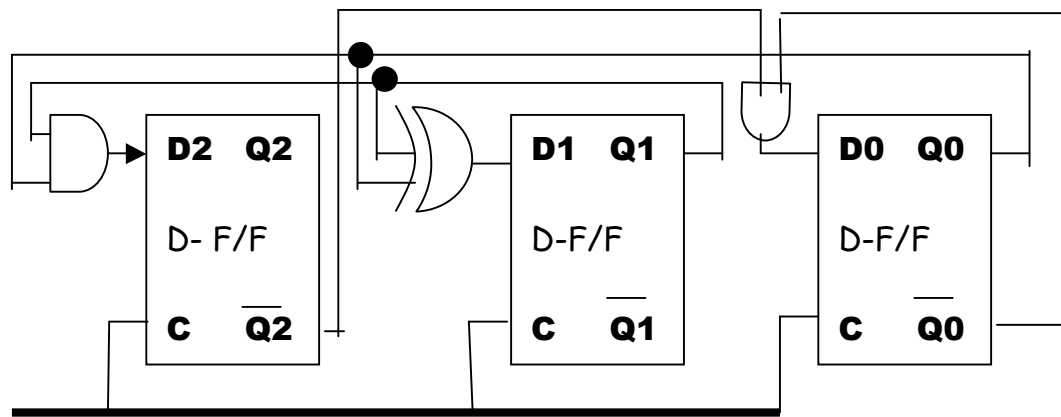 D2 Q2 D1 Q1 D0 Q0
D- F/F D-F/F D-F/F
C Q2̅ C Q1̅ C Q0̅